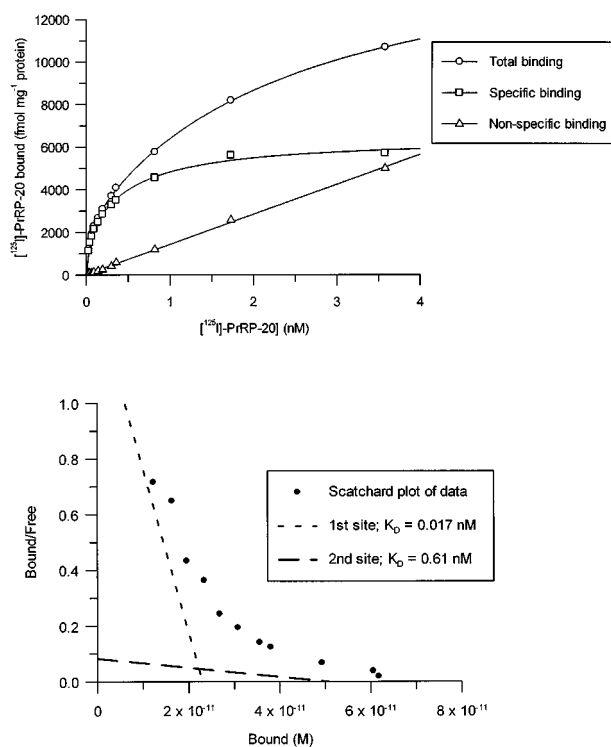 12000
10000
8000
6000
4000
2000
0
[¹²⁵I]-PrRP-20 bound (fmol mg⁻¹ protein)
0 1 2 3 4
[¹²⁵I]-PrRP-20] (nM)
Total binding
Specific binding
Non-specific binding
1.0
0.8
0.6
0.4
0.2
0.0
Bound/Free
0 2 x 10⁻¹¹ 4 x 10⁻¹¹ 6 x 10⁻¹¹ 8 x 10⁻¹¹
Bound (M)
Scatchard plot of data
1st site; K_D = 0.017 nM
2nd site; K_D = 0.61 nM